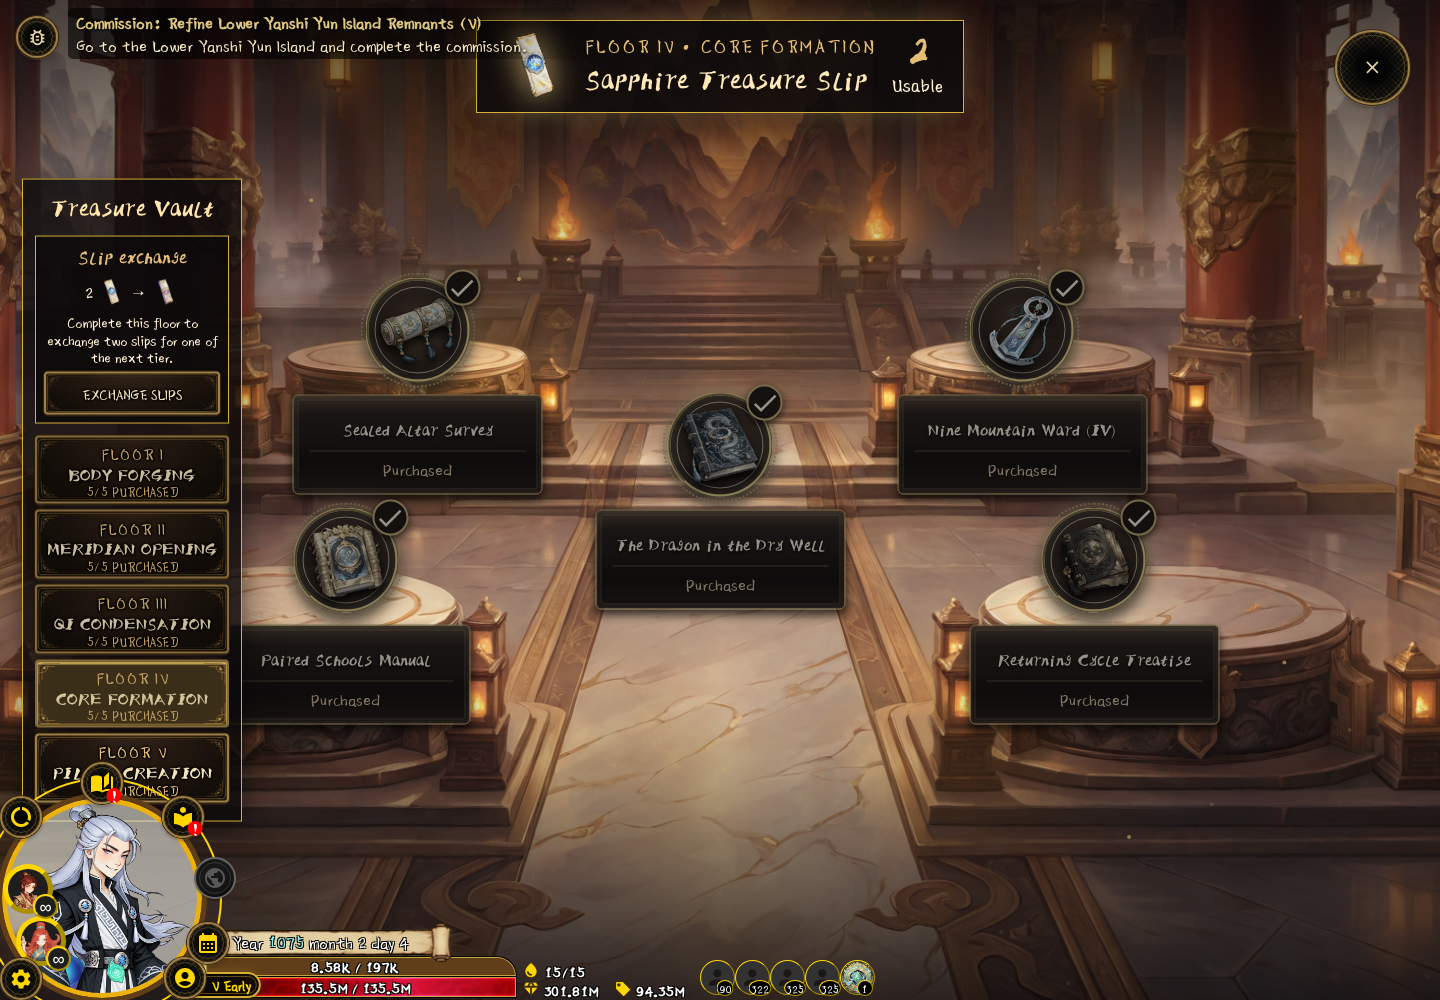 Commission: Refine Lower Yanshi Yun Island Remnants (V)
Go to the Lower Yanshi Yun Island and complete the commission.
FLOOR IV • CORE FORMATION
Sapphire Treasure Slip
2
Usable
Treasure Vault
Slip exchange
2 →
Complete this floor to
exchange two slips for one of
the next tier.
EXCHANGE SLIPS
FLOOR I
BODY FORGING
5/5 PURCHASED
FLOOR II
MERIDIAN OPENING
5/5 PURCHASED
FLOOR III
QI CONDENSATION
5/5 PURCHASED
FLOOR IV
CORE FORMATION
5/5 PURCHASED
FLOOR V
CREATION
Sealed Altar Survey
Purchased
Nine Mountain Ward (IV)
Purchased
The Dragon in the Dry Well
Purchased
Paired Schools Manual
Purchased
Returning Cycle Treatise
Purchased
∞
∞
Year 1075 month 2 day 4
8.58K / 197K
V Early
135.5M / 135.5M
15/15
301.81M
94.35M
90
322
325
325
1